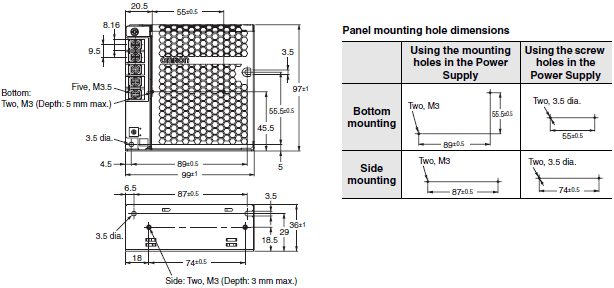 20.5
55±0.5
8.16
9.5
3.5
97±1
Bottom:
Two, M3 (Depth: 5 mm max.)
Five, M3.5
omron
55.5±0.5
45.5
3.5 dia.
4.5
89±0.5
5
99±1
6.5
87±0.5
3.5
36±1
29
18.5
3.5 dia.
18
74±0.5
Side: Two, M3 (Depth: 3 mm max.)
Panel mounting hole dimensions
Using the mounting
holes in the Power
Supply
Using the screw
holes in the
Power Supply
Bottom
mounting
Two, M3
55.5±0.5
89±0.5
Two, 3.5 dia.
55±0.5
Side
mounting
Two, M3
87±0.5
Two, 3.5 dia.
74±0.5